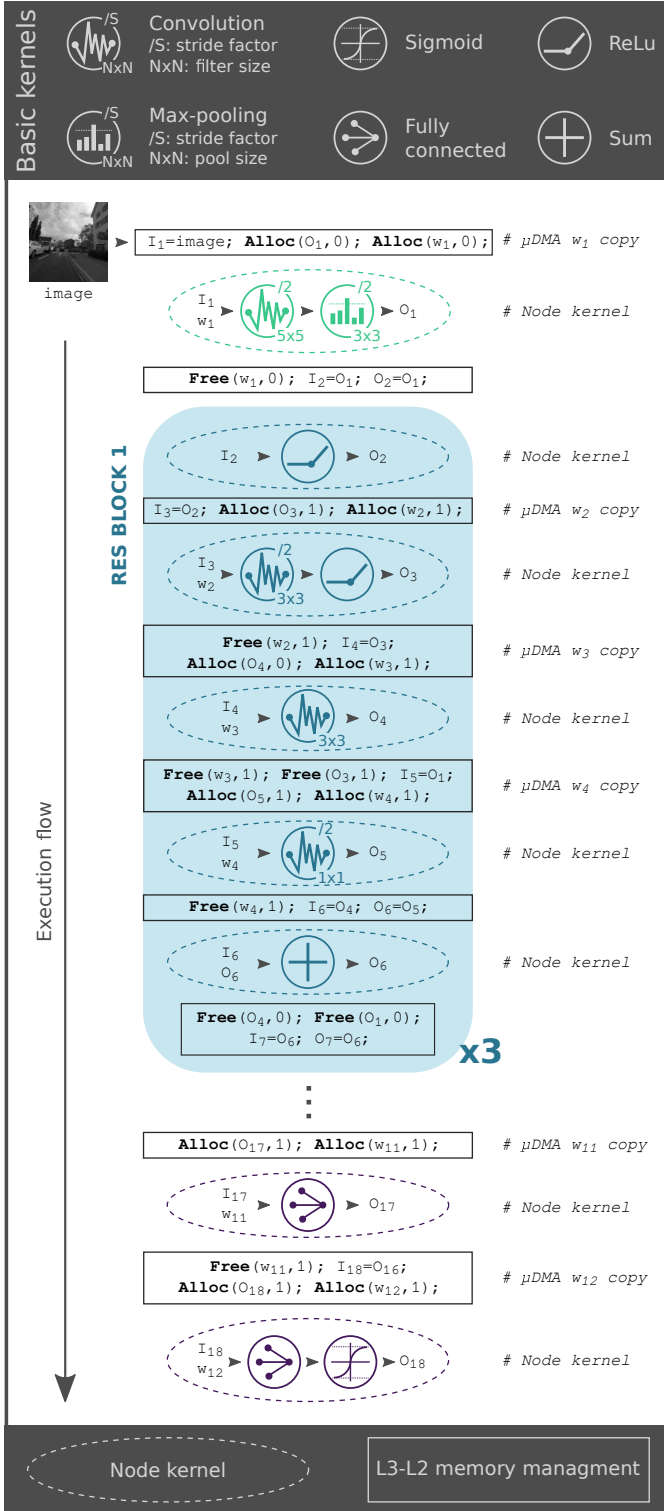 Basic kernels
/S
NxN
Convolution
/S: stride factor
NxN: filter size
Sigmoid
ReLu
/S
NxN
Max-pooling
/S: stride factor
NxN: pool size
Fully
connected
Sum
image
I₁=image; Alloc(O₁,0); Alloc(w₁,0);
# µDMA w₁ copy
I₁
w₁
/2
5x5
/2
3x3
O₁
# Node kernel
Free(w₁,0); I₂=O₁; O₂=O₁;
RES BLOCK 1
I₂
O₂
# Node kernel
I₃=O₂; Alloc(O₃,1); Alloc(w₂,1);
# µDMA w₂ copy
I₃
w₂
/2
3x3
O₃
# Node kernel
Free(w₂,1); I₄=O₃;
Alloc(O₄,0); Alloc(w₃,1);
# µDMA w₃ copy
I₄
w₃
3x3
O₄
# Node kernel
Free(w₃,1); Free(O₃,1); I₅=O₁;
Alloc(O₅,1); Alloc(w₄,1);
# µDMA w₄ copy
I₅
w₄
/2
1x1
O₅
# Node kernel
Free(w₄,1); I₆=O₄; O₆=O₅;
I₆
O₆
O₆
# Node kernel
Free(O₄,0); Free(O₁,0);
I₇=O₆; O₇=O₆;
x3
Execution flow
Alloc(O₁₇,1); Alloc(w₁₁,1);
# µDMA w₁₁ copy
I₁₇
w₁₁
O₁₇
# Node kernel
Free(w₁₁,1); I₁₈=O₁₆;
Alloc(O₁₈,1); Alloc(w₁₂,1);
# µDMA w₁₂ copy
I₁₈
w₁₂
O₁₈
# Node kernel
Node kernel
L3-L2 memory managment